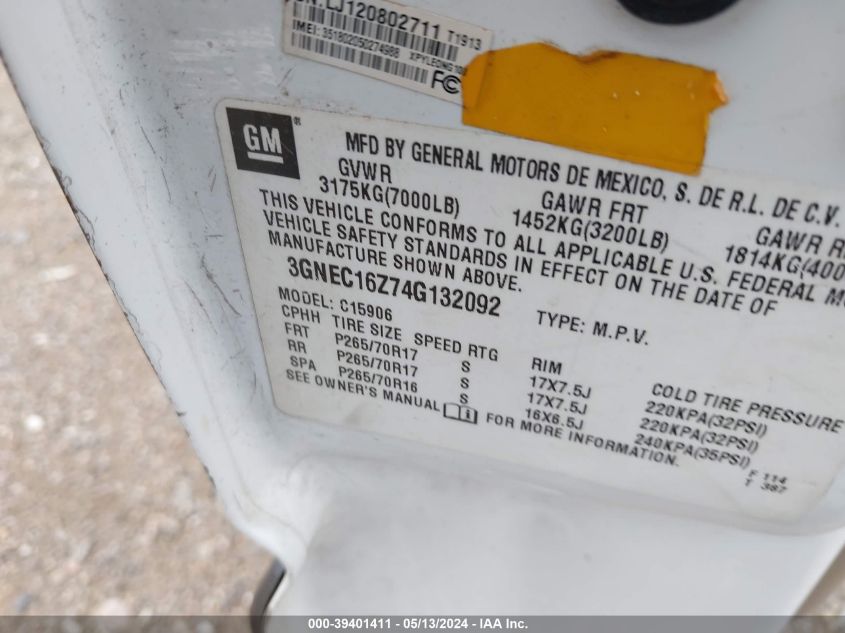 LJ120802711 T1913
IMEI: 351802050274988 XPYLEONG100
FC
GM
MFD BY GENERAL MOTORS DE MEXICO, S. DE R.L. DE C.V.
GVWR GAWR FRT GAWR
3175KG(7000LB) 1452KG(3200LB) 1814KG(400
THIS VEHICLE CONFORMS TO ALL APPLICABLE U.S. FEDERAL
VEHICLE SAFETY STANDARDS IN EFFECT ON THE DATE OF
MANUFACTURE SHOWN ABOVE.
3GNEC16Z74G132092 TYPE: M.P.V.
MODEL: C15906
CPHH TIRE SIZE SPEED RTG RIM COLD TIRE PRESSURE
FRT P265/70R17 S 17X7.5J 220KPA(32PSI)
RR P265/70R17 S 17X7.5J 220KPA(32PSI)
SPA P265/70R16 S 16X6.5J 240KPA(35PSI)
SEE OWNER'S MANUAL FOR MORE INFORMATION.
F 114
T 387
000-39401411 - 05/13/2024 - IAA Inc.